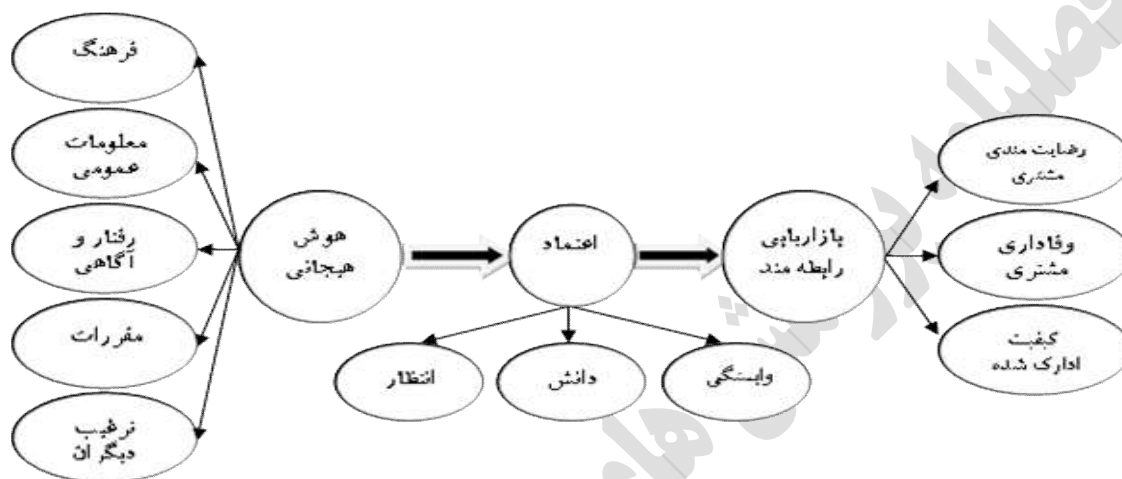 فرهنگ
معلومات
عمومی
رفتار و
آگاهی
مقررات
ترغیب
دیگران
هوش
هیجانی
اعتماد
انتظار
دانش
وابستگی
بازاریابی
رابطه مند
رضایت مندی
مشتری
وفاداری
مشتری
کیفیت
ادارک شده
فصلنامه